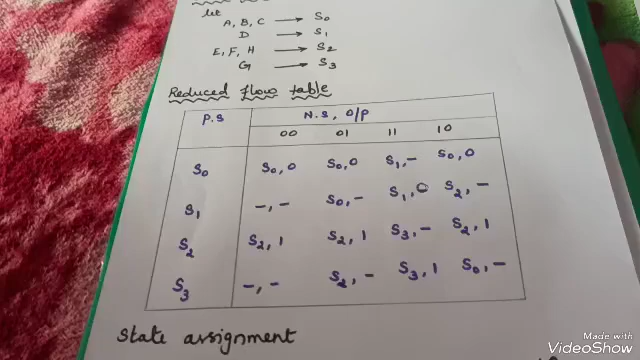 let
A, B, C → S0
D → S1
E, F, H → S2
G → S3
Reduced flow table
P.S N.S, O/P
00 01 11 10
S0 S0, 0 S0, 0 S1, - S0, 0
S1 -, - S0, - S1, 0 S2, -
S2 S2, 1 S2, 1 S3, - S2, 1
S3 -, - S2, - S3, 1 S0, -
State assignment
Made with
VideoShow